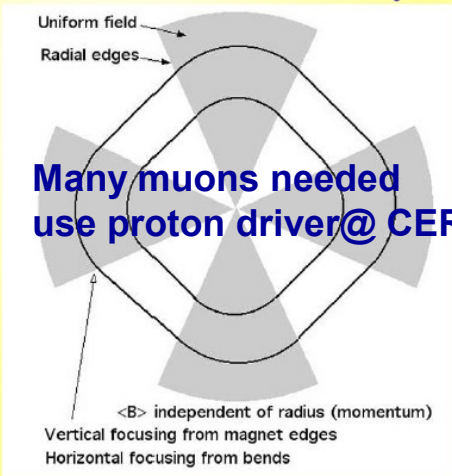 Uniform field
Radial edges
Many muons needed
use proton driver@
<B> independent of radius (momentum)
Vertical focusing from magnet edges
Horizontal focusing from bends